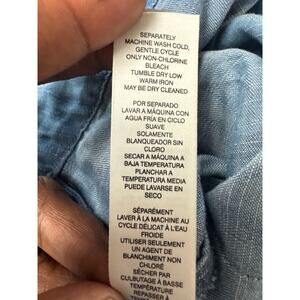 SEPARATELY
MACHINE WASH COLD,
GENTLE CYCLE
ONLY NON-CHLORINE
BLEACH
TUMBLE DRY LOW
WARM IRON
MAY BE DRY CLEANED
POR SEPARADO
LAVAR A MÁQUINA CON
AGUA FRÍA EN CICLO
SUAVE
SOLAMENTE
BLANQUEADOR SIN
CLORO
SECAR A MÁQUINA A
BAJA TEMPERATURA
PLANCHAR A
TEMPERATURA MEDIA
PUEDE LAVARSE EN
SECO
SÉPARÉMENT
LAVER À LA MACHINE AU
CYCLE DÉLICAT À L'EAU
FROIDE
UTILISER SEULEMENT
UN AGENT DE
BLANCHIMENT NON
CHLORÉ
SÉCHER PAR
CULBUTAGE À BASSE
TEMPÉRATURE
REPASSER À